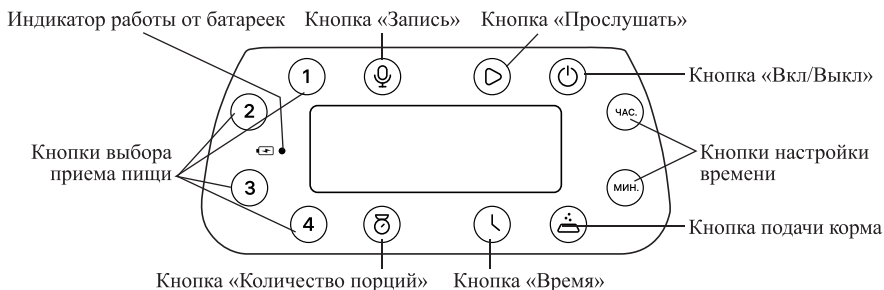 Индикатор работы от батареек
Кнопка «Запись»
Кнопка «Прослушать»
1
2
ЧАС.
Кнопка «Вкл/Выкл»
Кнопки выбора
приема пищи
Кнопки настройки
времени
3
МИН.
4
Кнопка подачи корма
Кнопка «Количество порций»
Кнопка «Время»